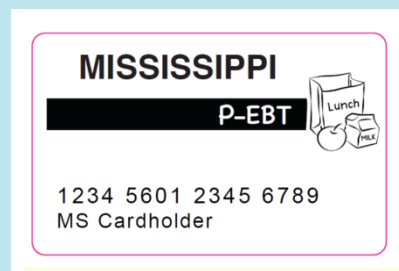 MISSISSIPPI
P-EBT
Lunch
MILK
1234 5601 2345 6789
MS Cardholder